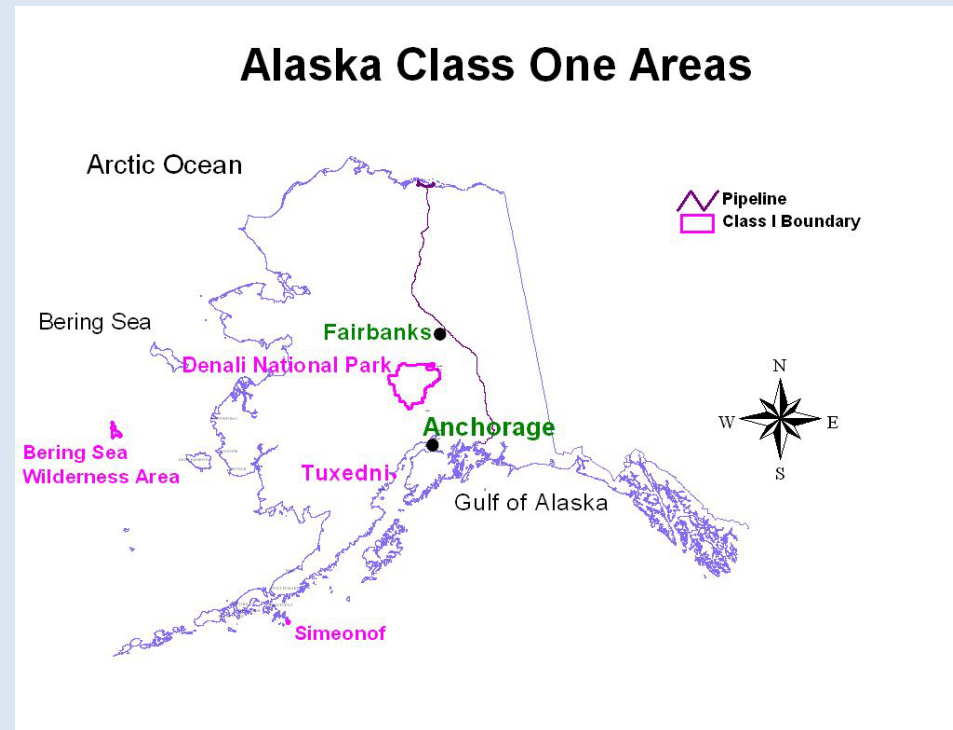 Alaska Class One Areas
Arctic Ocean
Pipeline
Class I Boundary
Bering Sea
Fairbanks
Denali National Park
N
W
E
S
Anchorage
Bering Sea
Wilderness Area
Tuxedni
Gulf of Alaska
Simeonof